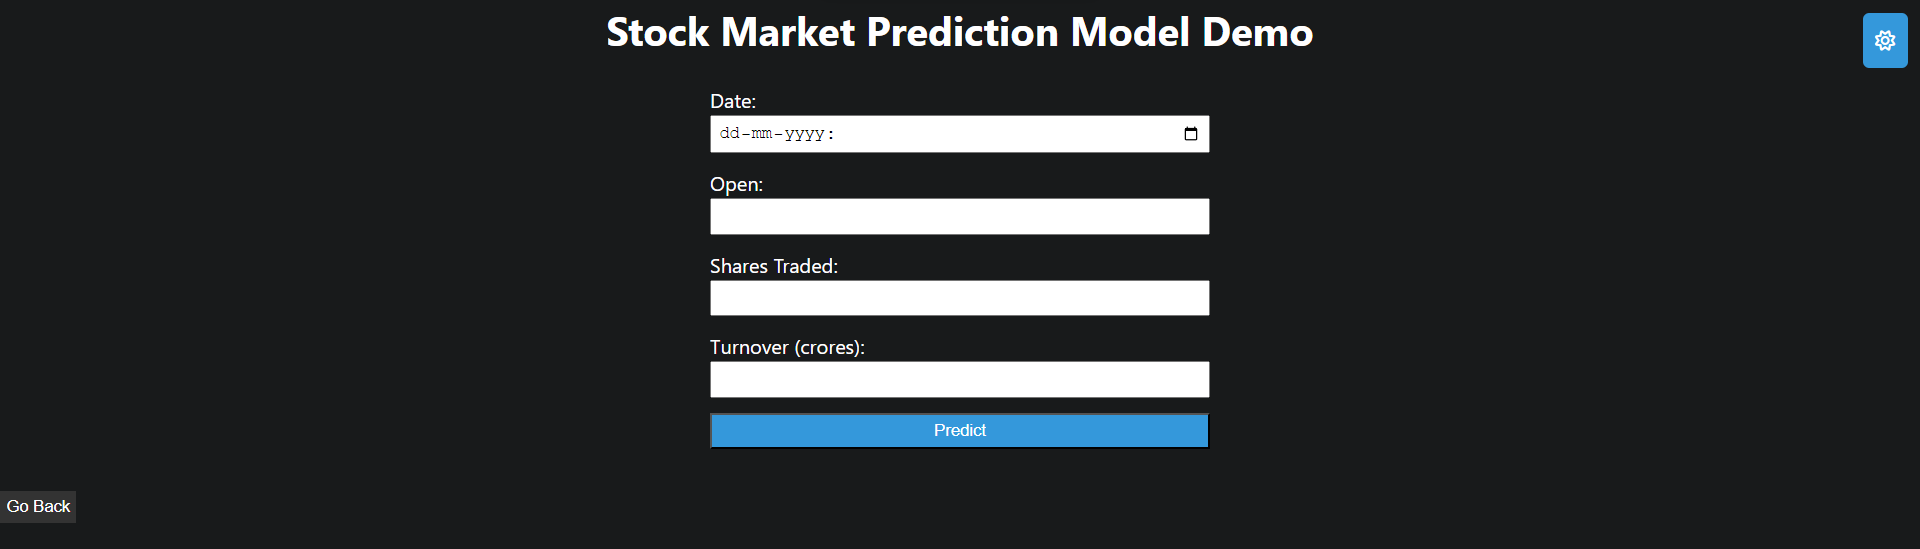 Stock Market Prediction Model Demo
Date:
dd-mm-yyyy:
Open:
Shares Traded:
Turnover (crores):
Predict
Go Back